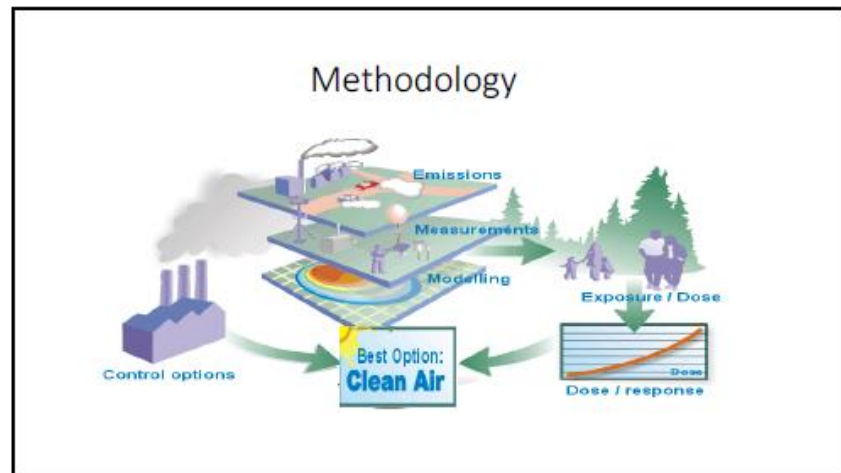 Methodology
Emissions
Measurements
Modelling
Exposure / Dose
Control options
Best Option:
Clean Air
Dose
Dose / response